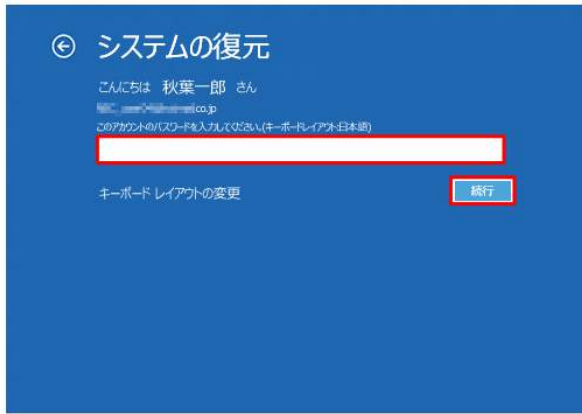 システムの復元
こんにちは 秋葉一郎 さん
co.jp
このアカウントのパスワードを入力してください。(キーボードレイアウト:日本語)
キーボード レイアウトの変更
続行